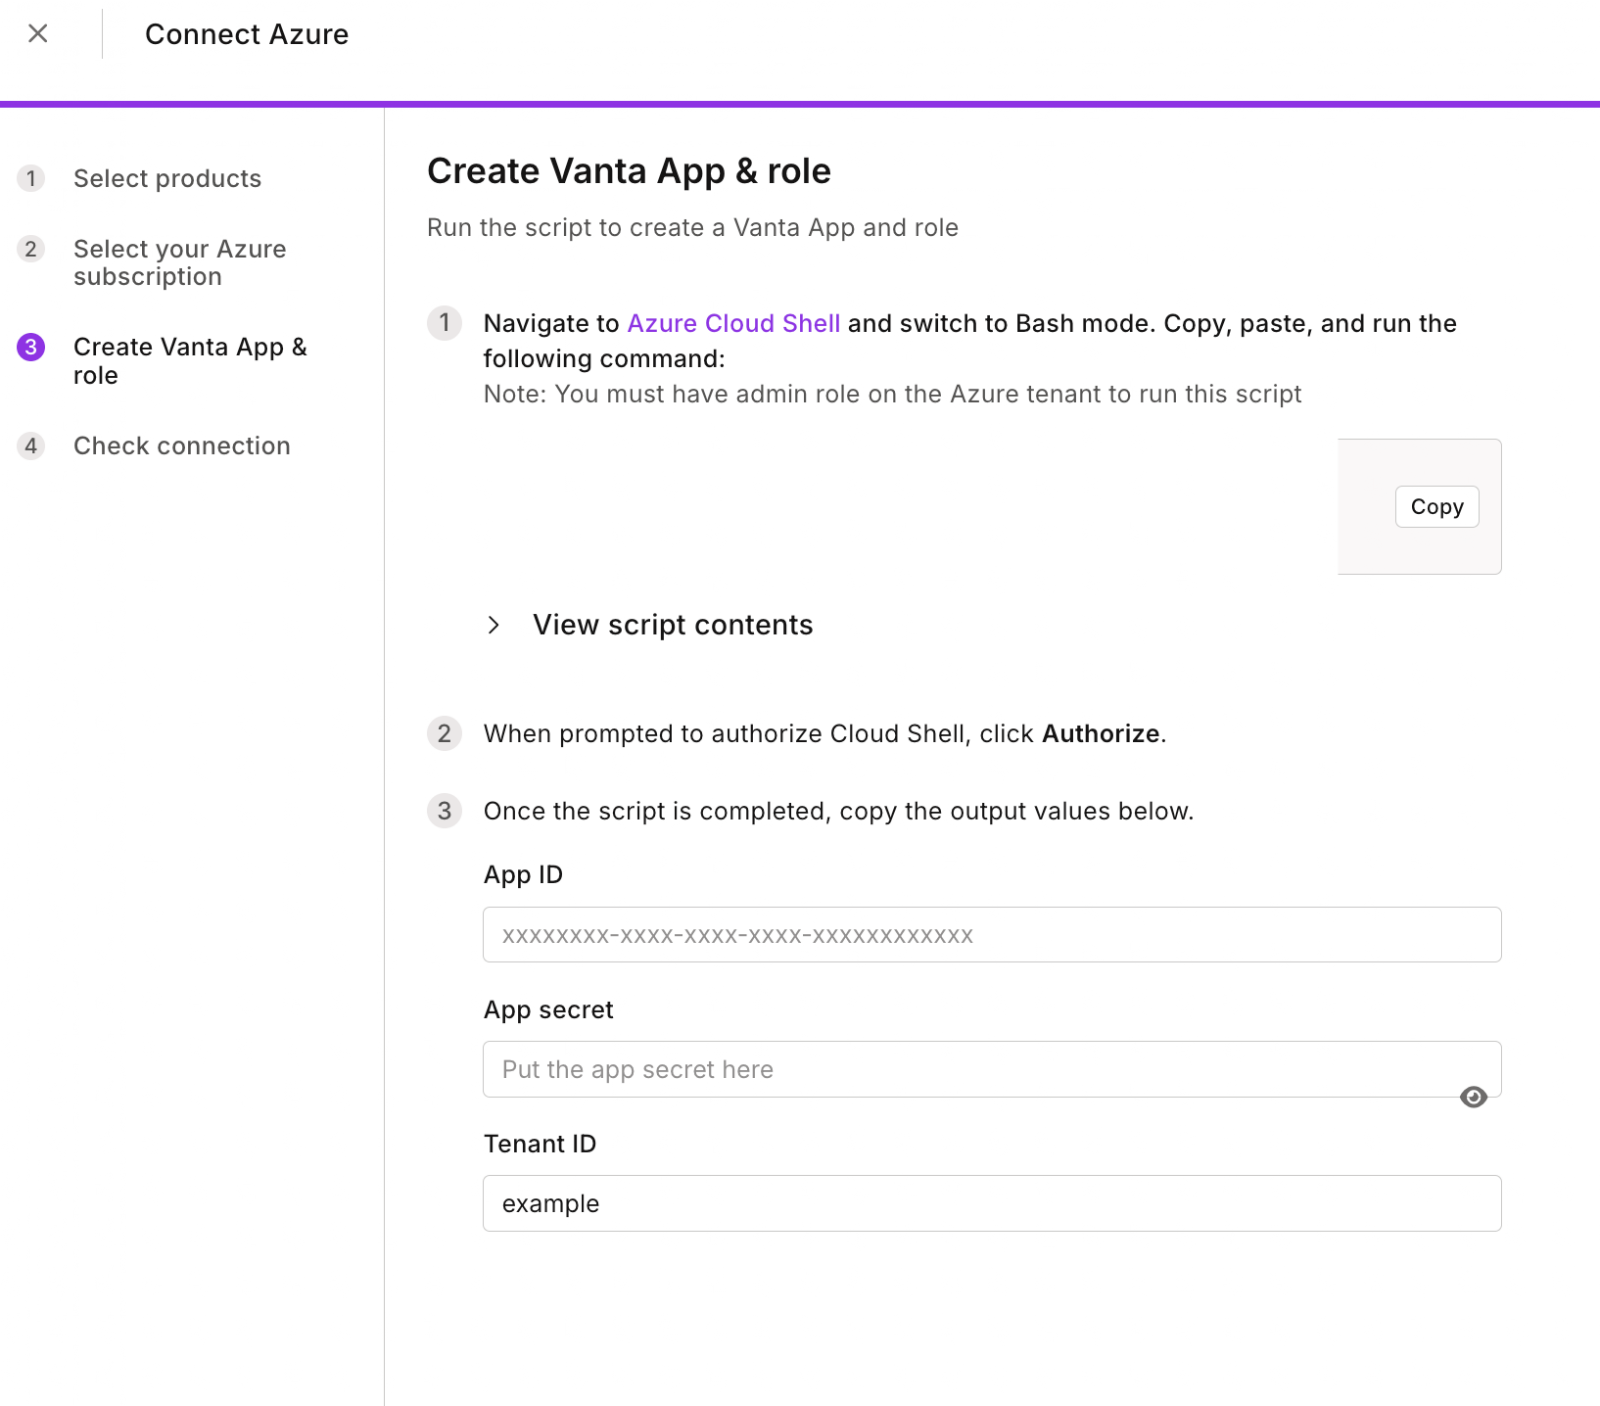 Connect Azure
1 Select products
2 Select your Azure
subscription
3 Create Vanta App &
role
4 Check connection
Create Vanta App & role
Run the script to create a Vanta App and role
1 Navigate to Azure Cloud Shell and switch to Bash mode. Copy, paste, and run the
following command:
Note: You must have admin role on the Azure tenant to run this script
Copy
View script contents
2 When prompted to authorize Cloud Shell, click Authorize.
3 Once the script is completed, copy the output values below.
App ID
xxxxxxxx-xxxx-xxxx-xxxx-xxxxxxxxxxxx
App secret
Put the app secret here
Tenant ID
example